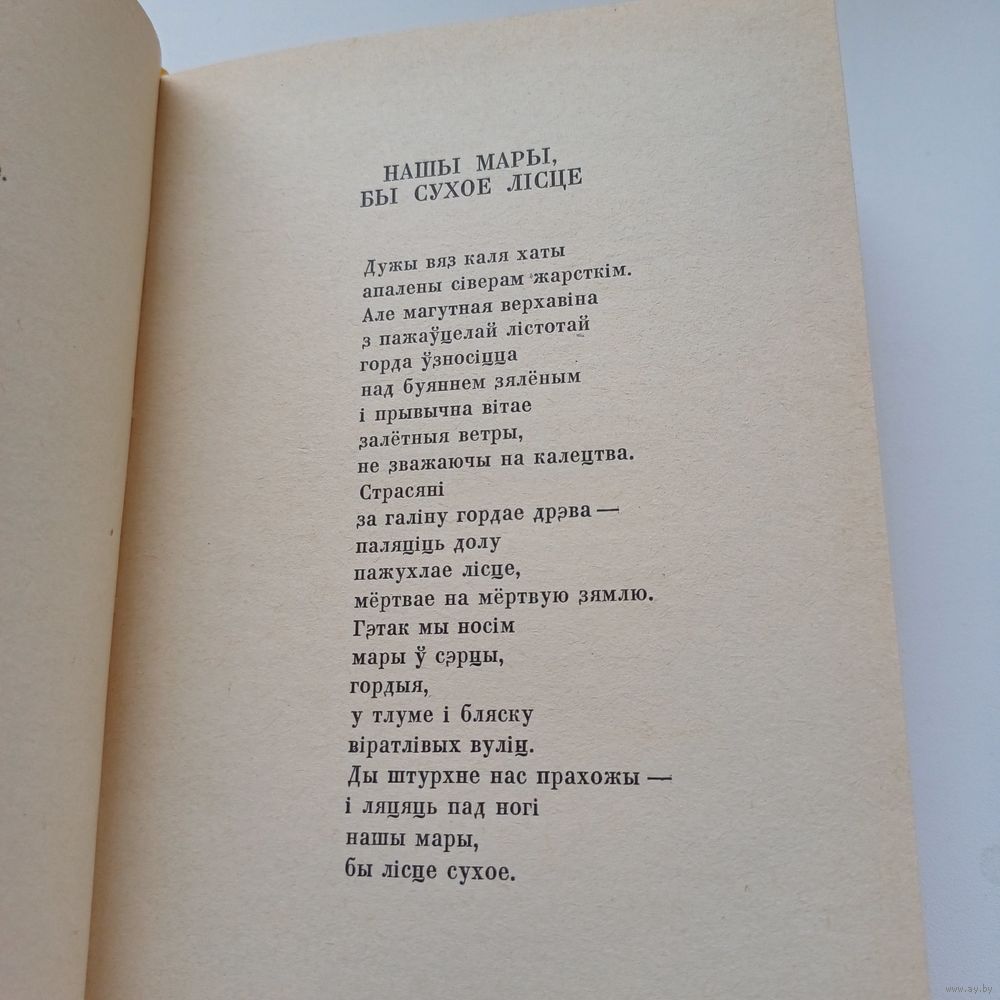 НАШЫ МАРЫ,
БЫ СУХОЕ ЛІСЦЕ
Дужы вяз каля хаты
апалены сіверам жарсткім.
Але магутная верхавіна
з пажаўцелай лістотай
горда ўзносіцца
над буяннем зялёным
і прывычна вітае
залётныя ветры,
не зважаючы на калецтва.
Страсяні
за галіну гордае дрэва —
паляціць долу
пажухлае лісце,
мёртвае на мёртвую зямлю.
Гэтак мы носім
мары ў сэрцы,
гордыя,
у тлуме і бляску
віратлівых вуліц.
Ды штурхне нас прахожы —
і ляцяць пад ногі
нашы мары,
бы лісце сухое.
www.ay.by